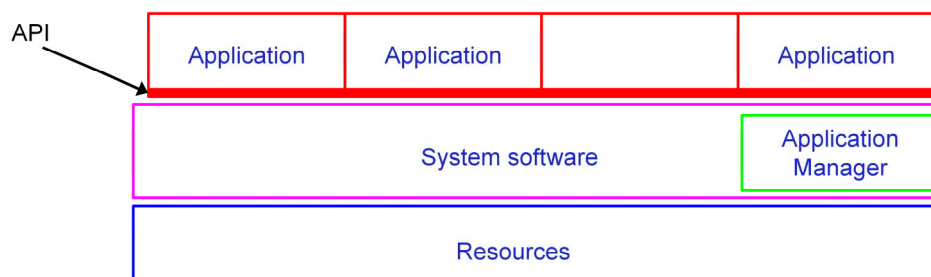 API
Application
Application
Application
System software
Application
Manager
Resources